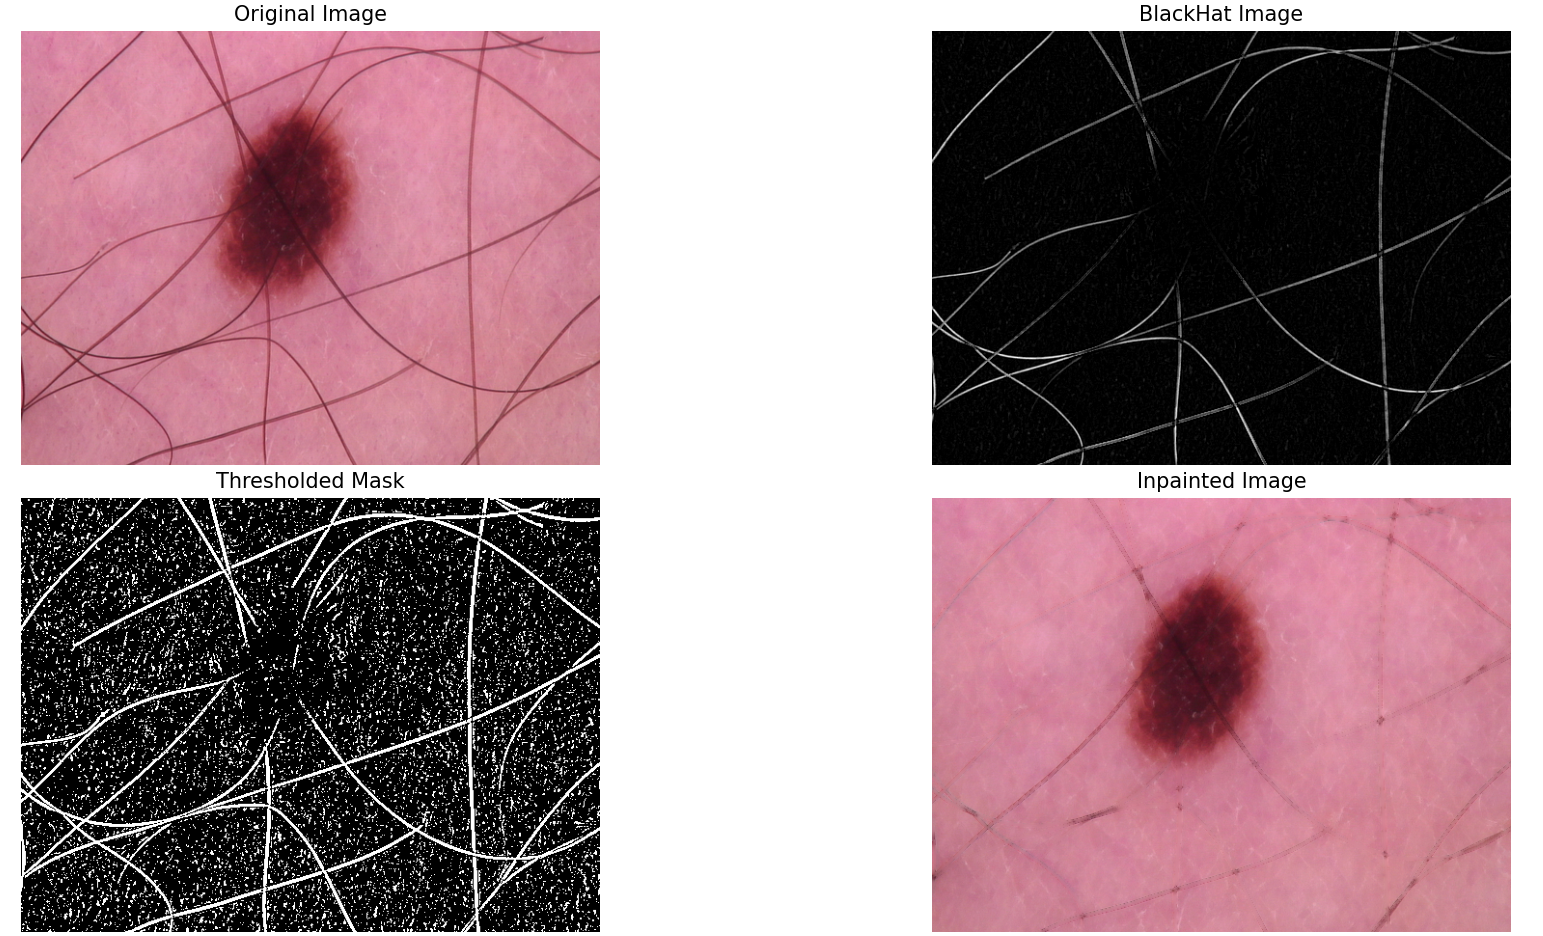 Original Image
BlackHat Image
Thresholded Mask
Inpainted Image